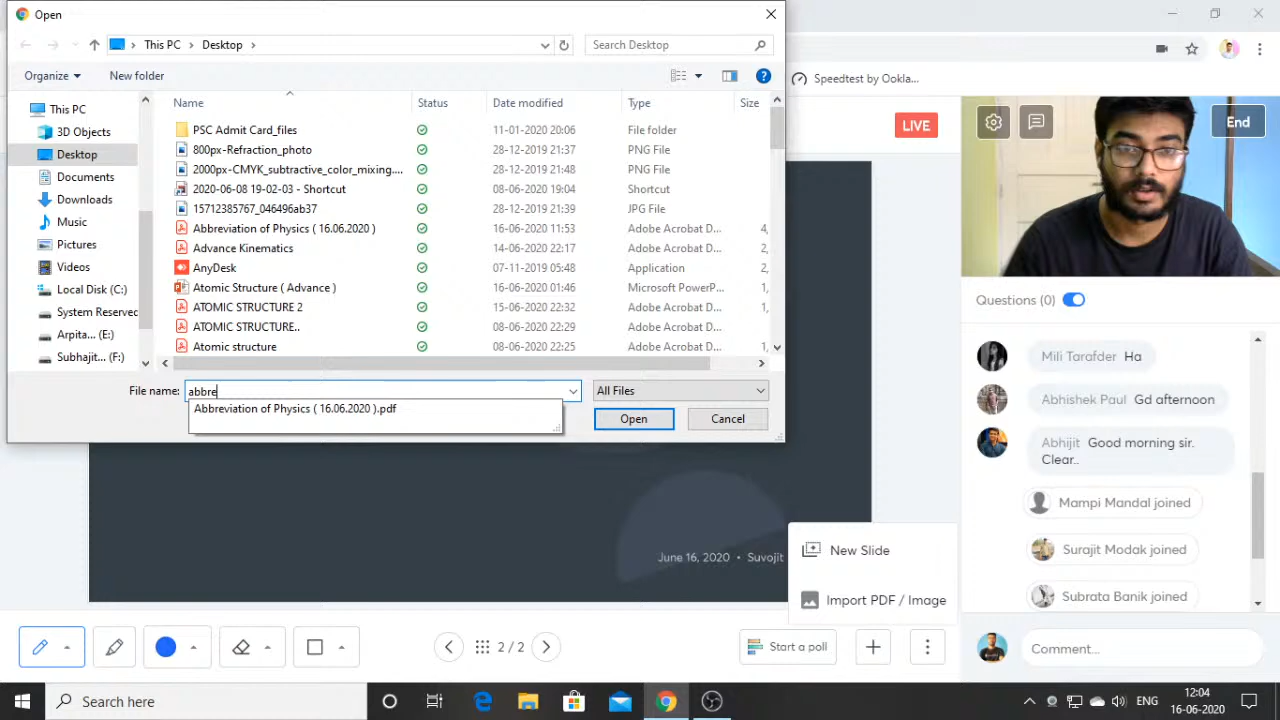 Open
This PC
Desktop
Search Desktop
Organize
New folder
Speedtest by Ookla...
This PC
3D Objects
Desktop
Documents
Downloads
Music
Pictures
Videos
Local Disk (C:)
System Reserved
Arpita... (E:)
Subhajit... (F:)
Name Status Date modified Type Size
PSC Admit Card_files 11-01-2020 20:06 File folder
800px-Refraction_photo 28-12-2019 21:37 PNG File
2000px-CMYK_subtractive_color_mixing.... 28-12-2019 21:48 PNG File
2020-06-08 19-02-03 - Shortcut 08-06-2020 19:04 Shortcut
15712385767_046496ab37 28-12-2019 21:39 JPG File
Abbreviation of Physics ( 16.06.2020 ) 16-06-2020 11:53 Adobe Acrobat D... 4,
Advance Kinematics 14-06-2020 22:17 Adobe Acrobat D... 2,
AnyDesk 07-11-2019 05:48 Application 2,
Atomic Structure ( Advance ) 16-06-2020 01:46 Microsoft PowerP... 1,
ATOMIC STRUCTURE 2 15-06-2020 22:32 Adobe Acrobat D... 1,
ATOMIC STRUCTURE.. 08-06-2020 22:29 Adobe Acrobat D...
Atomic structure 08-06-2020 22:25 Adobe Acrobat D... 1,
File name: abbre All Files
Abbreviation of Physics ( 16.06.2020 ).pdf
Open Cancel
LIVE
End
Questions (0)
Mili Tarafder Ha
Abhishek Paul Gd afternoon
Abhijit Good morning sir.
Clear..
Mampi Mandal joined
Surajit Modak joined
Subrata Banik joined
Comment...
June 16, 2020 • Suvojit
New Slide
Import PDF / Image
2 / 2
Start a poll
Search here
ENG
12:04
16-06-2020